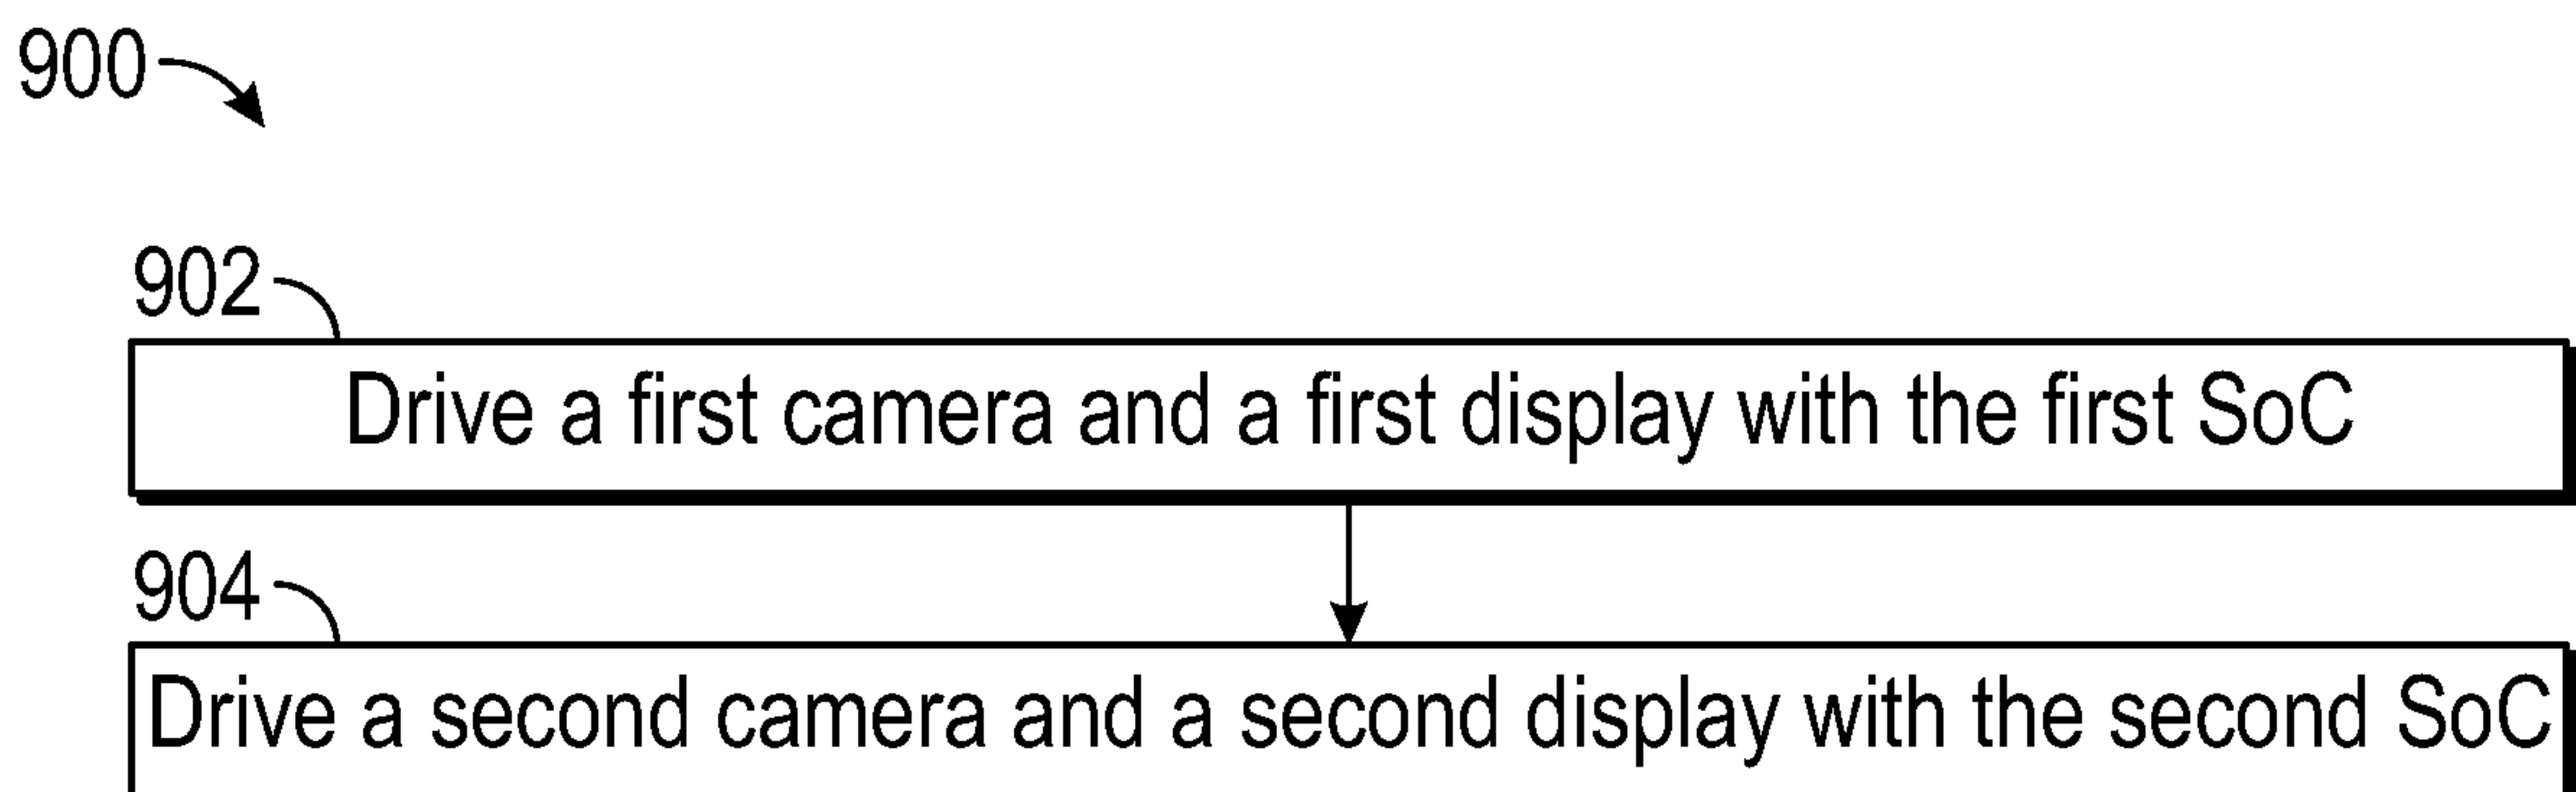 900
902
Drive a first camera and a first display with the first SoC
904
Drive a second camera and a second display with the second SoC